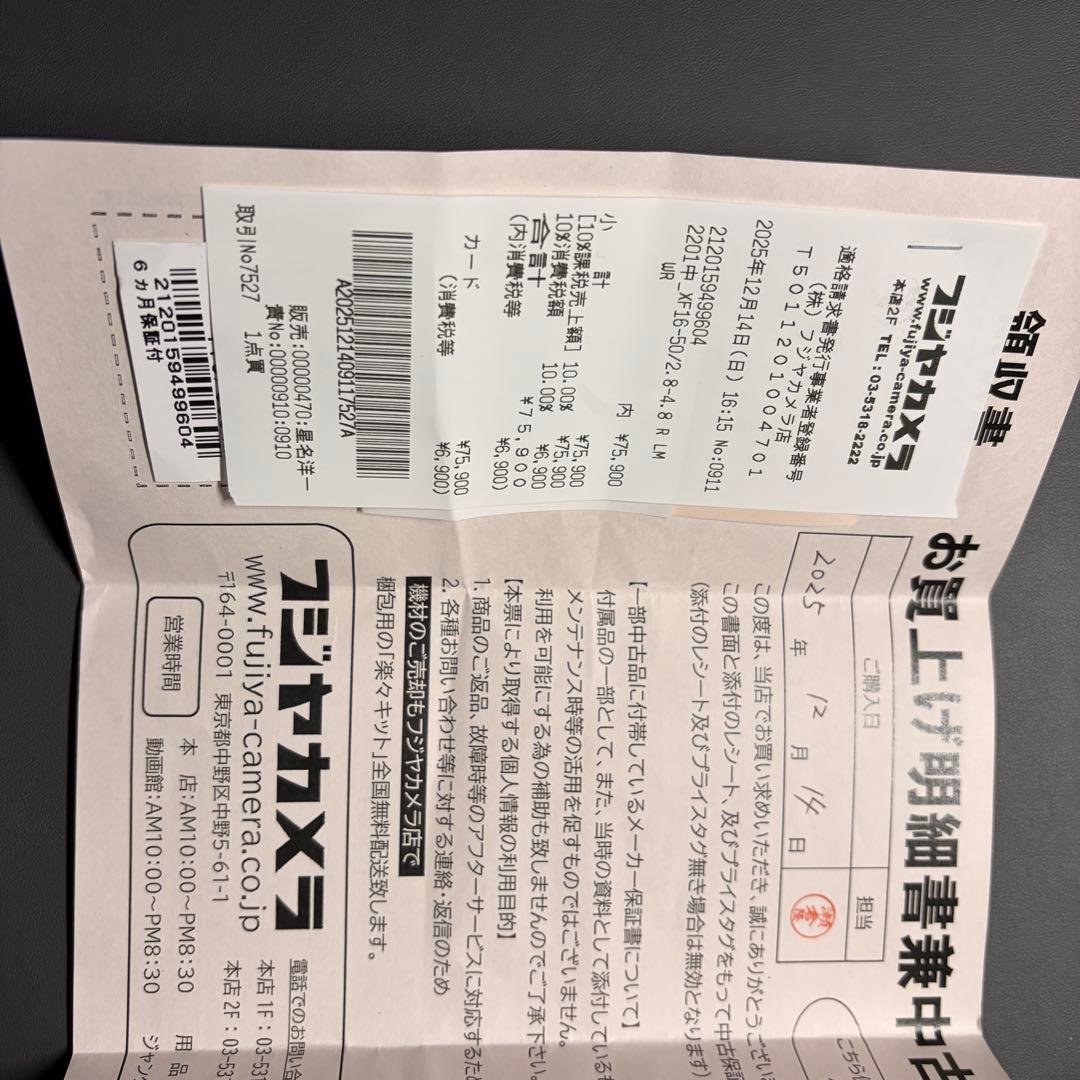 領収書
フジヤカメラ
www.fujiya-camera.co.jp
本店2F TEL:03-5318-2222
適格請求書発行事業者登録番号
(株)フジヤカメラ店
T5011201004701
2025年12月14日(日) 16:15 No:0911
2120159499604
2201中_XF16-50/2.8-4.8 R LM
WR
内 ¥75,900
小 計 ¥75,900
[10%課税売上額] 10.00% ¥75,900
10%消費税額 10.00% ¥6,900
合計 ¥75,900
(内消費税等 ¥6,900)
カード ¥75,900
(消費税等 ¥6,900)
A2025121409117527A
販売:00000470:星名洋一
責No:00000910:0910
取引No7527 1点買
2120159499604
6ヵ月保証付
お買上げ明細書兼中古
ご購入日
担当
2025 年 12 月 14 日
この度は、当店でお買い求めいただき、誠にありがとうござい
この書面と添付のレシート、及びプライスタグをもって中古保証
(添付のレシート及びプライスタグ無き場合は無効となります)
【一部中古品に付帯しているメーカー保証書について】
付属品の一部として、また、当時の資料として添付している
メンテナンス時等の活用を促すものではございません。
利用を可能にする為の補助も致しませんのでご了承下さい。
【本票により取得する個人情報の利用目的】
1. 商品のご返品、故障時等のアフターサービスに対応するた
2. 各種お問い合わせ等に対する連絡・返信のため
機材のご売却もフジヤカメラ店で
梱包用の「楽々キット」全国無料配送致します。
フジヤカメラ
www.fujiya-camera.co.jp
〒164-0001 東京都中野区中野5-61-1
営業時間
本 店:AM10:00~PM8:30
動画館:AM10:00~PM8:30
用品
ジャン
電話でのお問い合
本店1F:03-53
本店2F:03-53
こちら